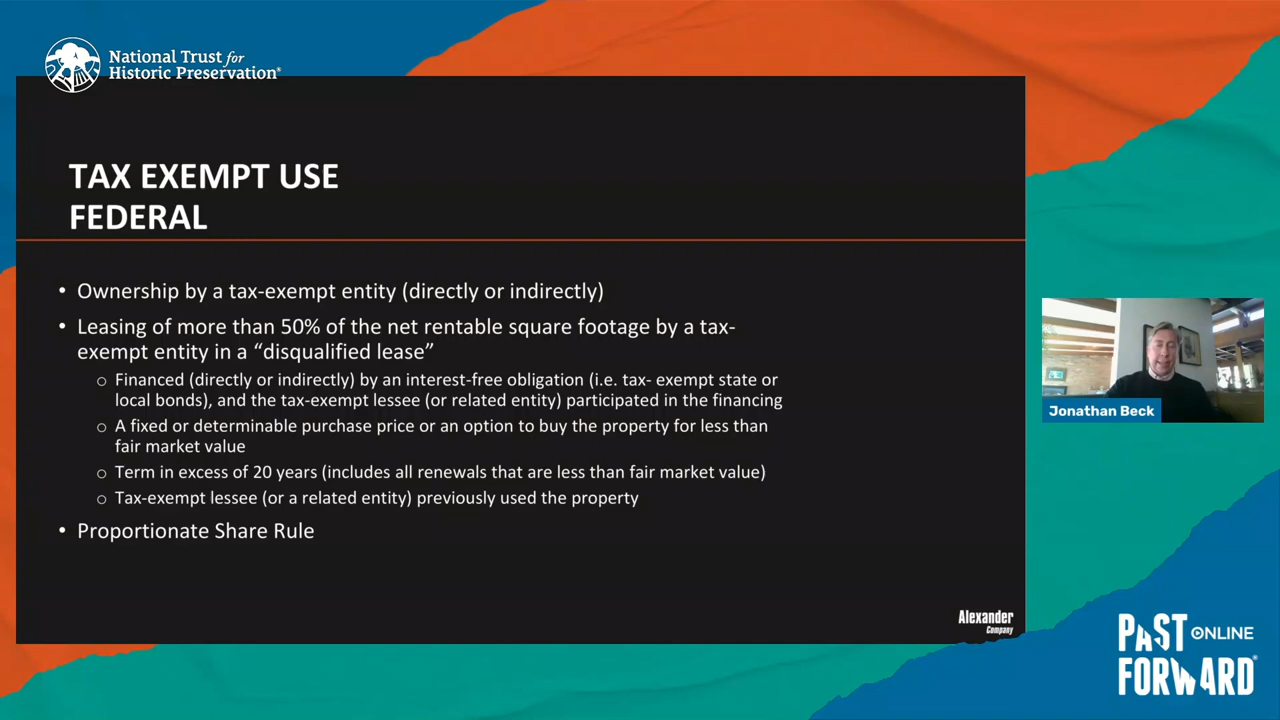 National Trust for
Historic Preservation®
TAX EXEMPT USE
FEDERAL
• Ownership by a tax-exempt entity (directly or indirectly)
• Leasing of more than 50% of the net rentable square footage by a tax-
exempt entity in a “disqualified lease”
o Financed (directly or indirectly) by an interest-free obligation (i.e. tax- exempt state or
local bonds), and the tax-exempt lessee (or related entity) participated in the financing
o A fixed or determinable purchase price or an option to buy the property for less than
fair market value
o Term in excess of 20 years (includes all renewals that are less than fair market value)
o Tax-exempt lessee (or a related entity) previously used the property
• Proportionate Share Rule
Alexander
Company
Jonathan Beck
PAST ONLINE
FORWARD®